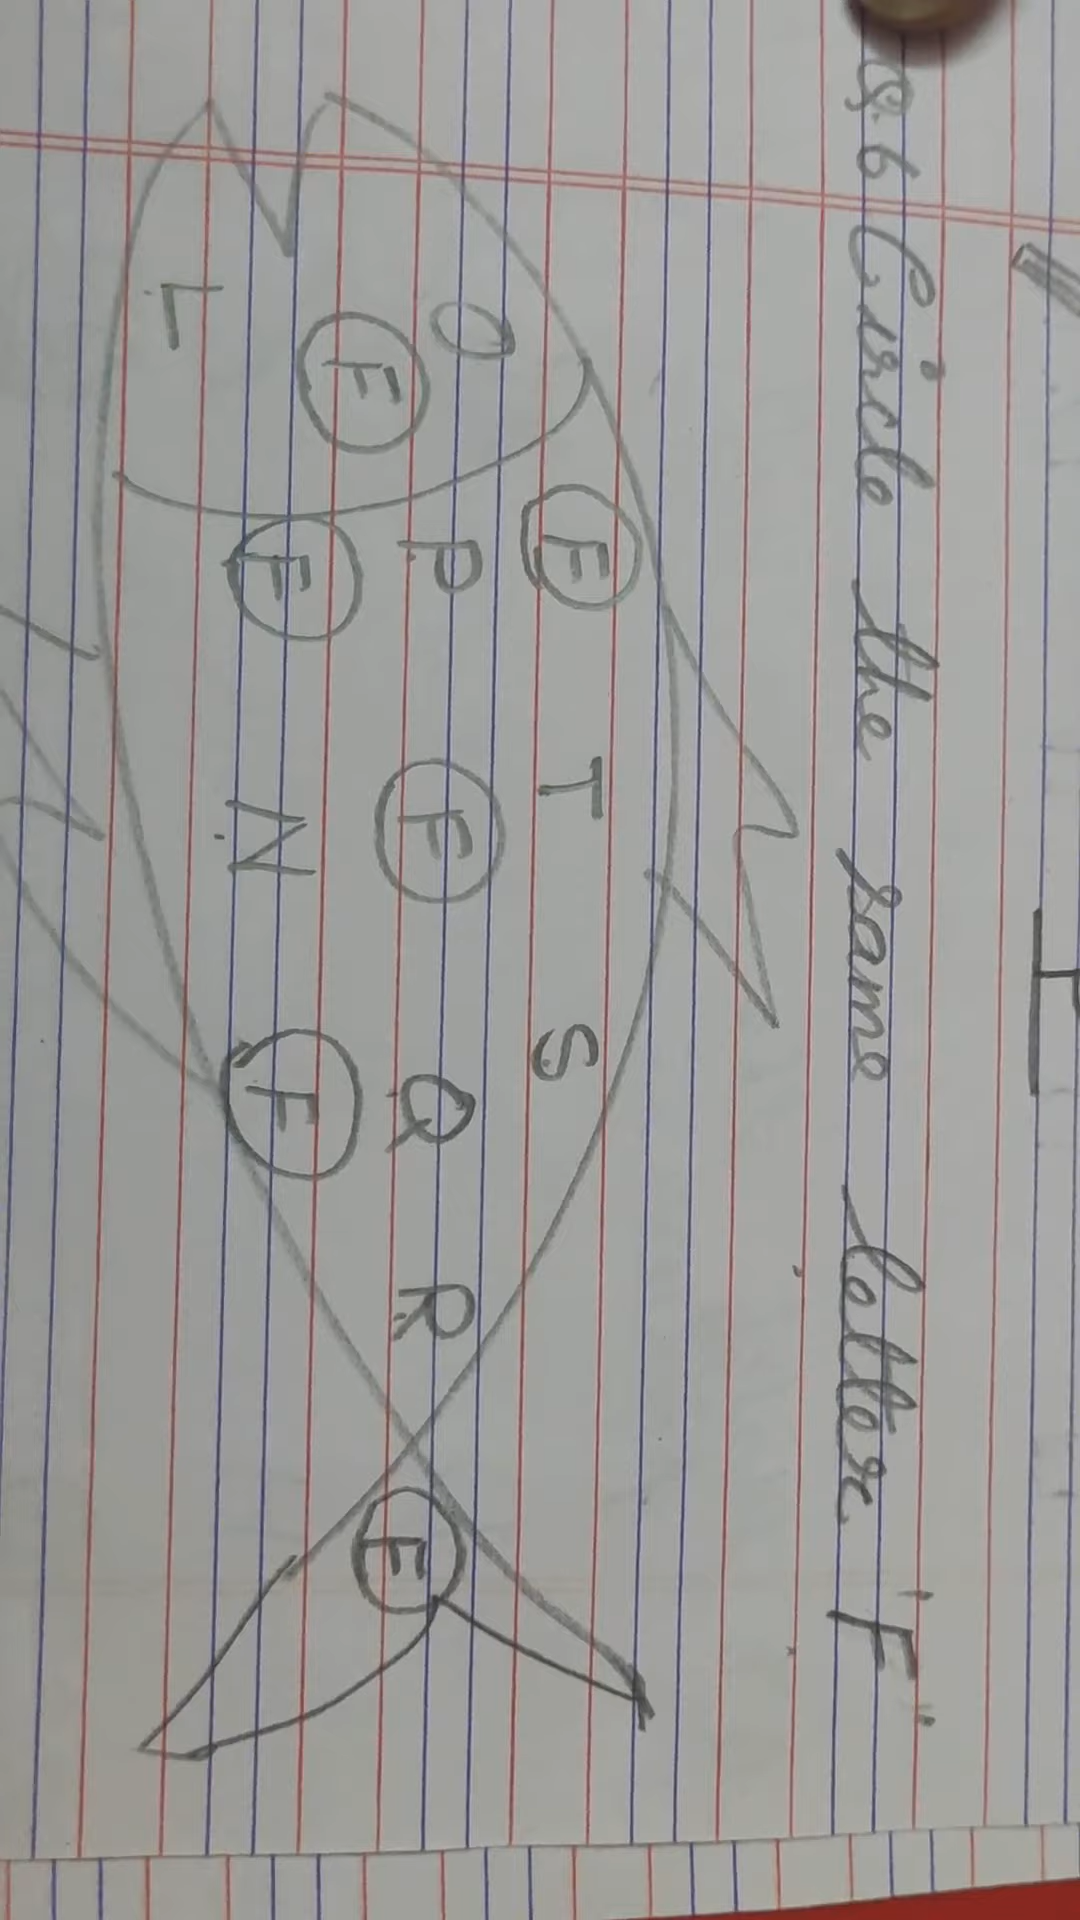 Q.6 Circle the same letter "F"
F T S
O P F Q R F
F F N F
L